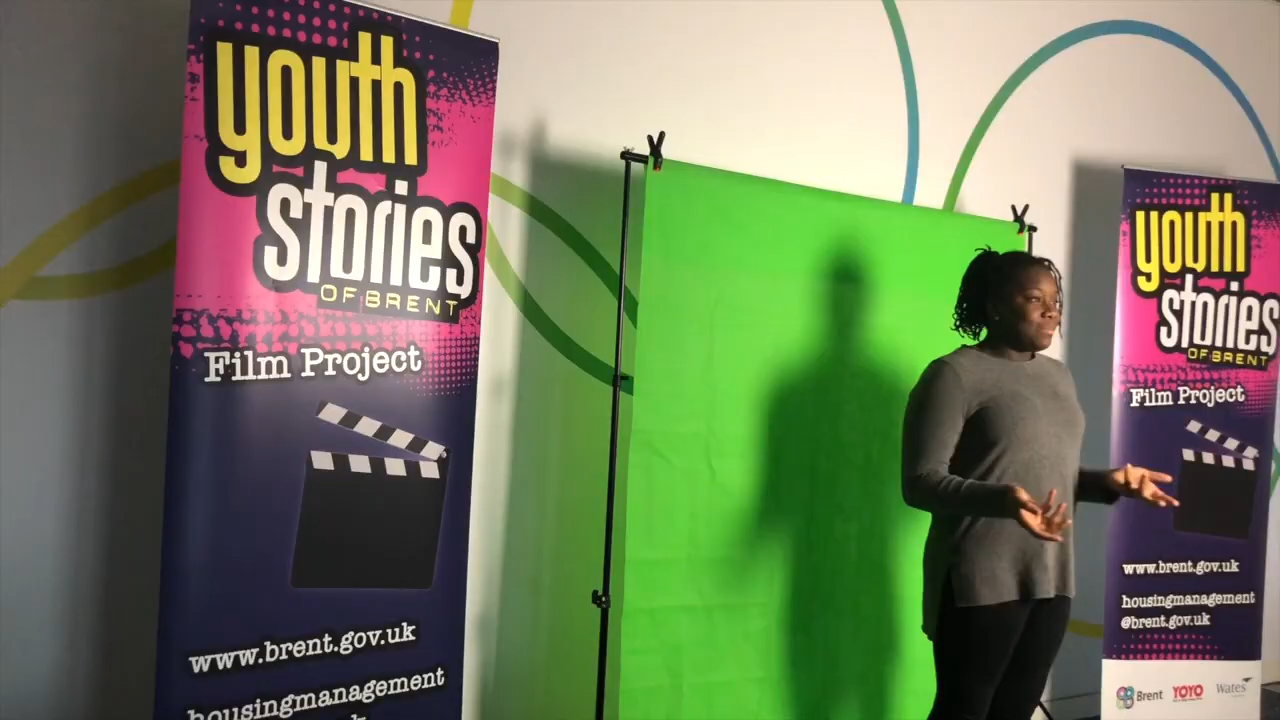 youth
stories
OF BRENT
Film Project
www.brent.gov.uk
housingmanagement
youth
stories
OF BRENT
Film Project
www.brent.gov.uk
housingmanagement
@brent.gov.uk
Brent YOYO Wates